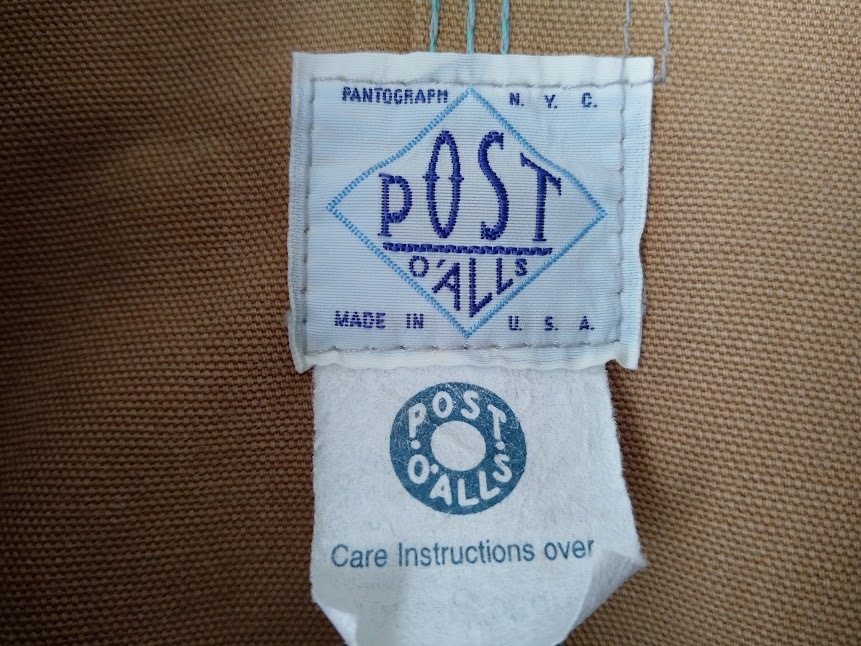 PANTOGRAPH N. Y. C.
POST
O'ALLS
MADE IN U. S. A.
POST
O'ALLS
Care Instructions over